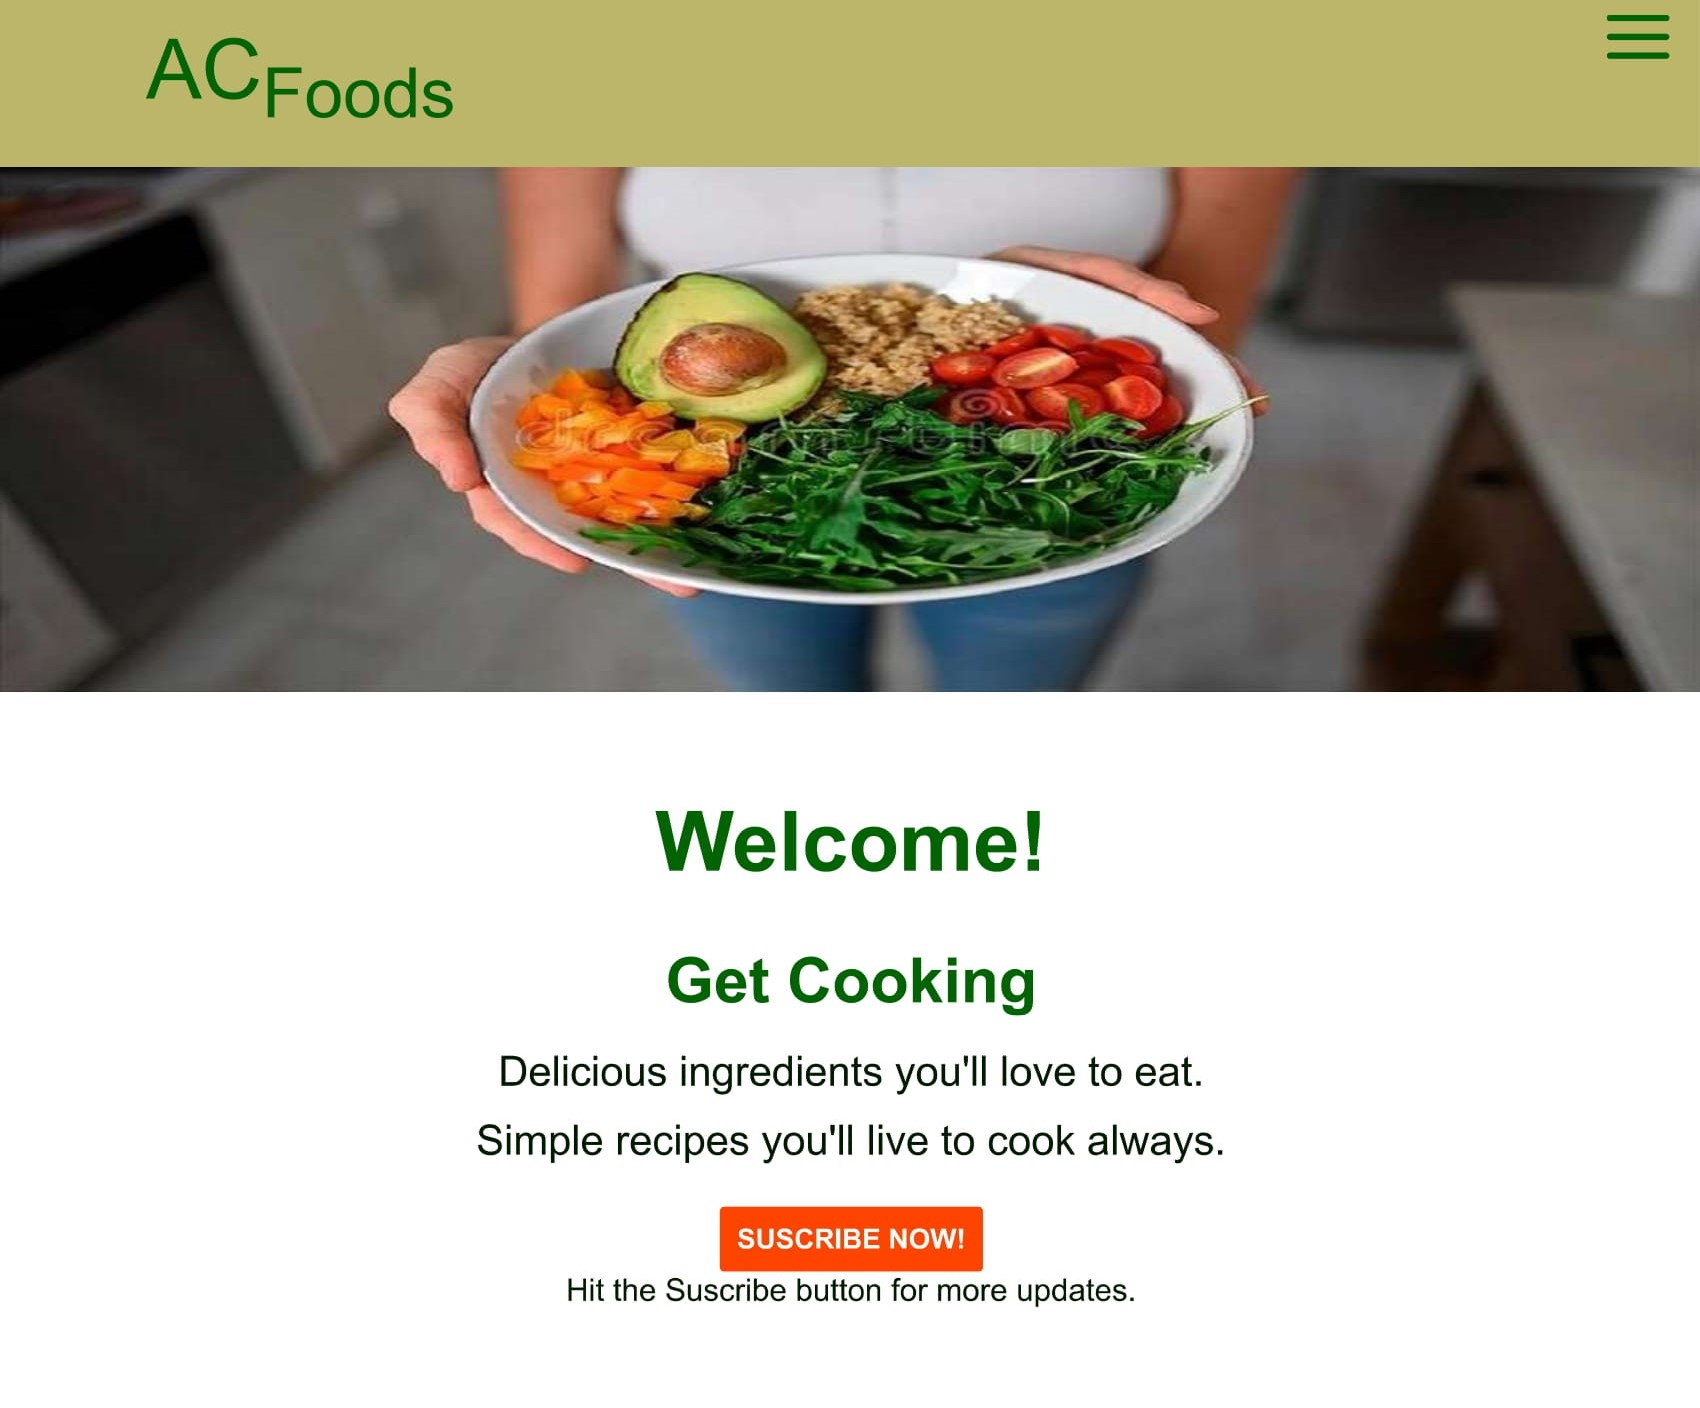 ACFoods
dreamstime
Welcome!
Get Cooking
Delicious ingredients you'll love to eat.
Simple recipes you'll live to cook always.
SUSCRIBE NOW!
Hit the Suscribe button for more updates.